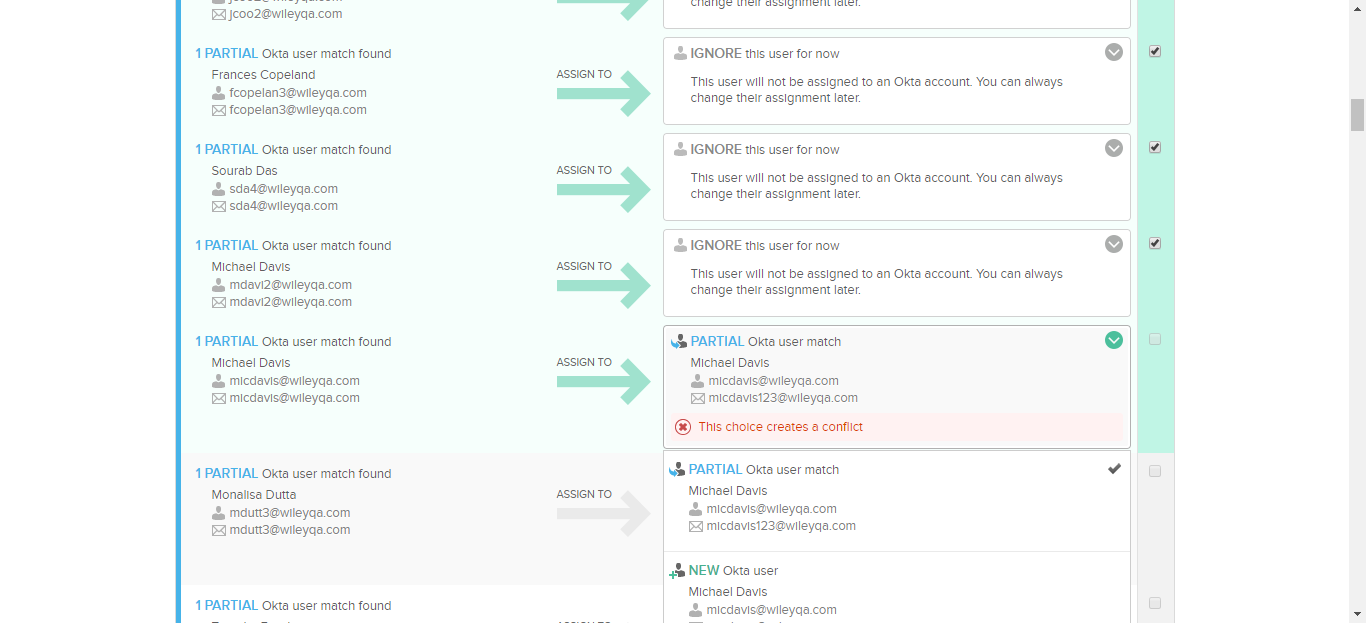 jcoo2@wileyqa.com
change their assignment later.
1 PARTIAL Okta user match found
Frances Copeland
fcopelan3@wileyqa.com
fcopelan3@wileyqa.com
ASSIGN TO
IGNORE this user for now
This user will not be assigned to an Okta account. You can always
change their assignment later.
1 PARTIAL Okta user match found
Sourab Das
sda4@wileyqa.com
sda4@wileyqa.com
ASSIGN TO
IGNORE this user for now
This user will not be assigned to an Okta account. You can always
change their assignment later.
1 PARTIAL Okta user match found
Michael Davis
mdavi2@wileyqa.com
mdavi2@wileyqa.com
ASSIGN TO
IGNORE this user for now
This user will not be assigned to an Okta account. You can always
change their assignment later.
1 PARTIAL Okta user match found
Michael Davis
micdavis@wileyqa.com
micdavis@wileyqa.com
ASSIGN TO
PARTIAL Okta user match
Michael Davis
micdavis@wileyqa.com
micdavis123@wileyqa.com
This choice creates a conflict
1 PARTIAL Okta user match found
Monalisa Dutta
mdutt3@wileyqa.com
mdutt3@wileyqa.com
ASSIGN TO
PARTIAL Okta user match
Michael Davis
micdavis@wileyqa.com
micdavis123@wileyqa.com
NEW Okta user
Michael Davis
micdavis@wileyqa.com
1 PARTIAL Okta user match found